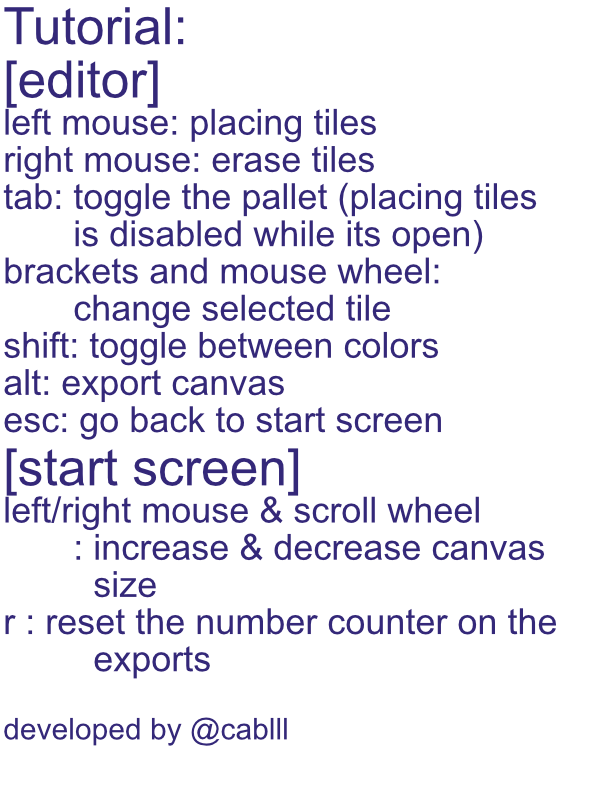 Tutorial:
[editor]
left mouse: placing tiles
right mouse: erase tiles
tab: toggle the pallet (placing tiles
is disabled while its open)
brackets and mouse wheel:
change selected tile
shift: toggle between colors
alt: export canvas
esc: go back to start screen
[start screen]
left/right mouse & scroll wheel
: increase & decrease canvas
size
r : reset the number counter on the
exports
developed by @cablll